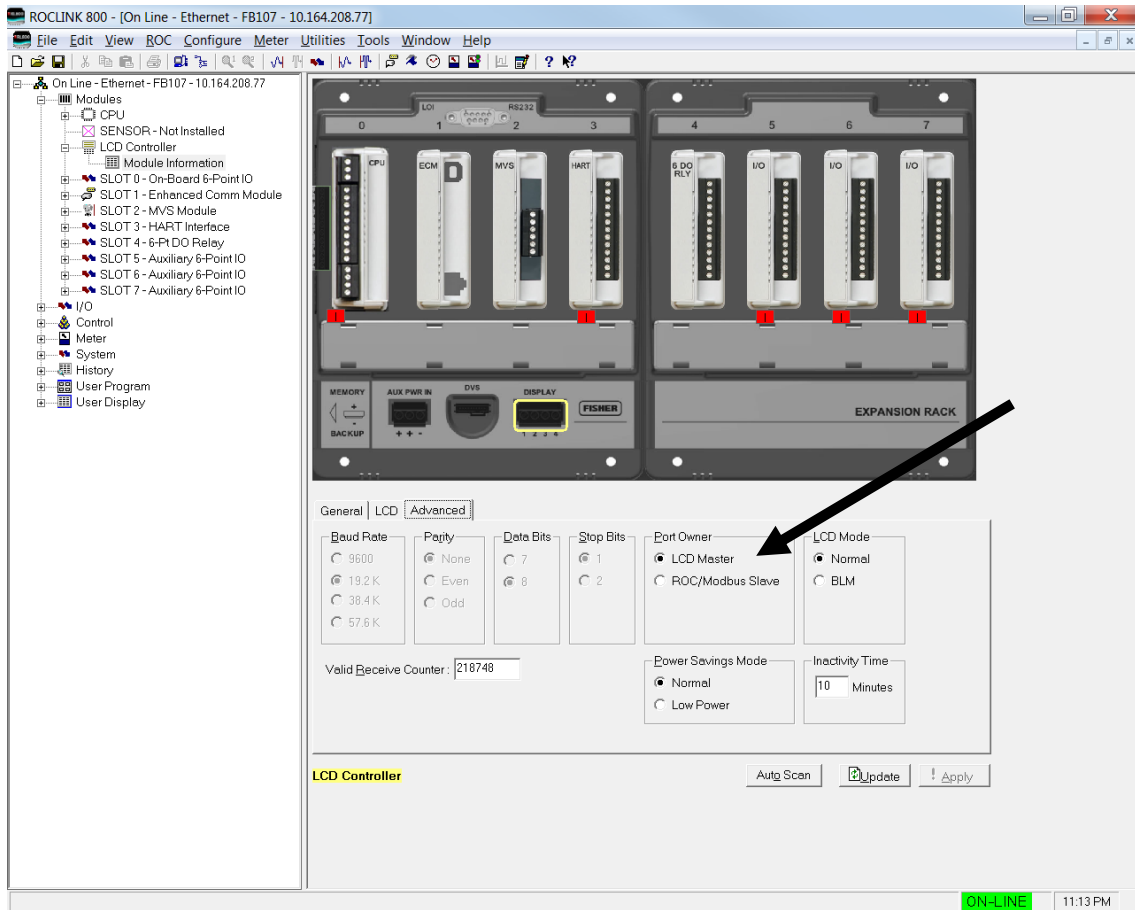 ROCLINK 800 - [On Line - Ethernet - FB107 - 10.164.208.77]
File Edit View ROC Configure Meter Utilities Tools Window Help
On Line - Ethernet - FB107 - 10.164.208.77
Modules
CPU
SENSOR - Not Installed
LCD Controller
Module Information
SLOT 0 - On-Board 6-Point IO
SLOT 1 - Enhanced Comm Module
SLOT 2 - MVS Module
SLOT 3 - HART Interface
SLOT 4 - 6-Pt DO Relay
SLOT 5 - Auxiliary 6-Point IO
SLOT 6 - Auxiliary 6-Point IO
SLOT 7 - Auxiliary 6-Point IO
I/O
Control
Meter
System
History
User Program
User Display
LOI RS232
0 1 2 3 4 5 6 7
CPU ECM D MVS HART 6 DO RLY I/O I/O I/O
MEMORY BACKUP
AUX PWR IN
+ + -
DVS
DISPLAY
1 2 3 4
FISHER
EXPANSION RACK
General LCD Advanced
Baud Rate
9600
19.2 K
38.4 K
57.6 K
Parity
None
Even
Odd
Data Bits
7
8
Stop Bits
1
2
Port Owner
LCD Master
ROC/Modbus Slave
LCD Mode
Normal
BLM
Valid Receive Counter : 218748
Power Savings Mode
Normal
Low Power
Inactivity Time
10 Minutes
LCD Controller
Auto Scan Update ! Apply
ON-LINE 11:13 PM